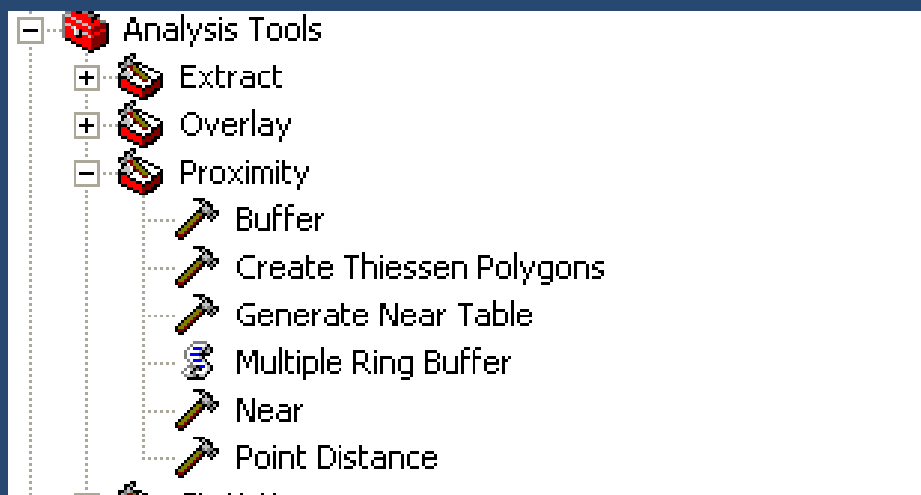 Analysis Tools
Extract
Overlay
Proximity
Buffer
Create Thiessen Polygons
Generate Near Table
Multiple Ring Buffer
Near
Point Distance